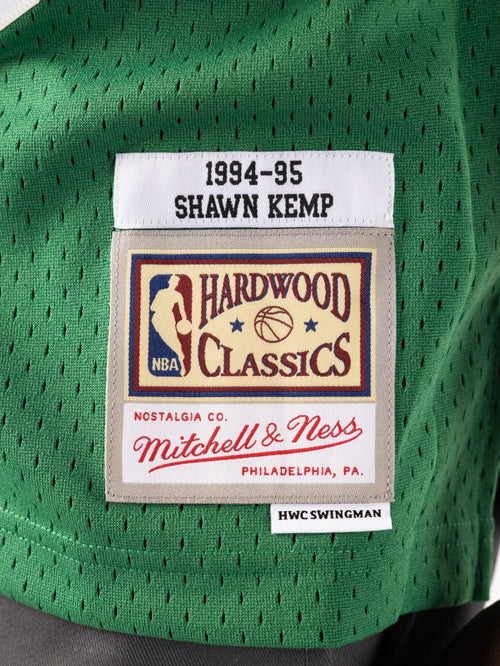 1994-95
SHAWN KEMP
HARDWOOD
CLASSICS
NBA
NOSTALGIA CO.
Mitchell & Ness
PHILADELPHIA, PA.
HWC SWINGMAN